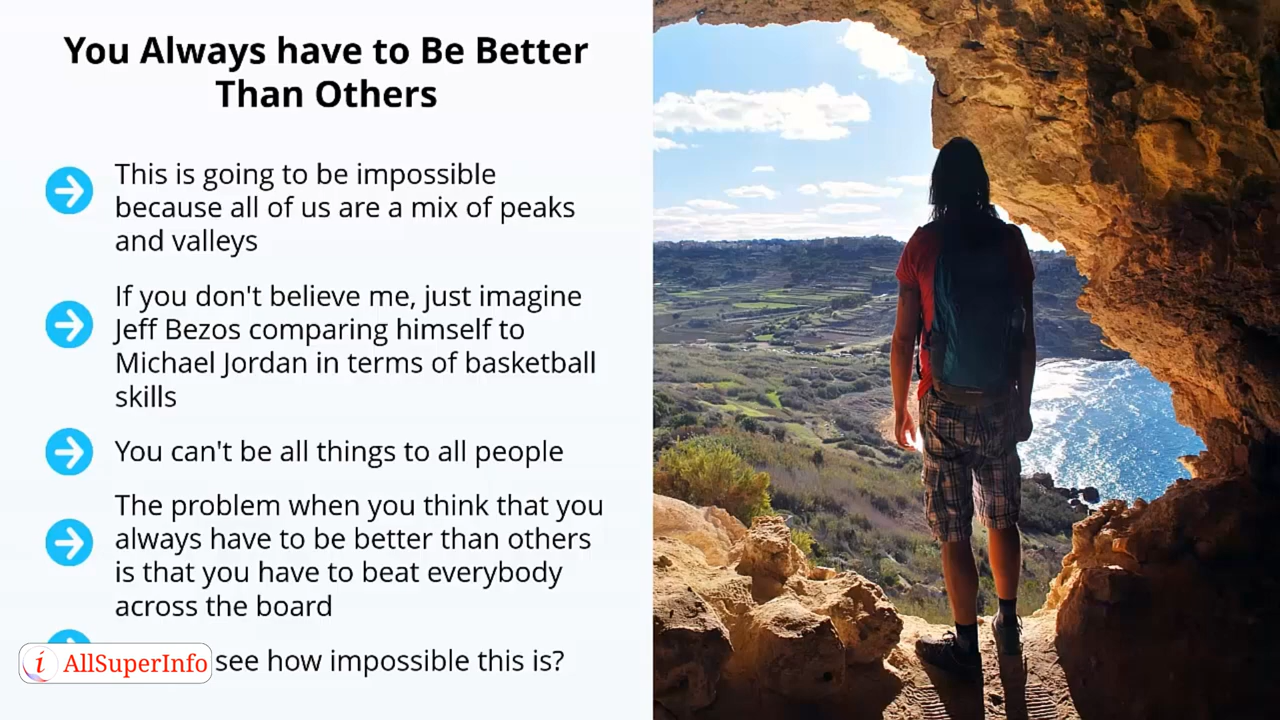 You Always have to Be Better
Than Others
This is going to be impossible
because all of us are a mix of peaks
and valleys
If you don't believe me, just imagine
Jeff Bezos comparing himself to
Michael Jordan in terms of basketball
skills
You can't be all things to all people
The problem when you think that you
always have to be better than others
is that you have to beat everybody
across the board
see how impossible this is?
i AllSuperInfo